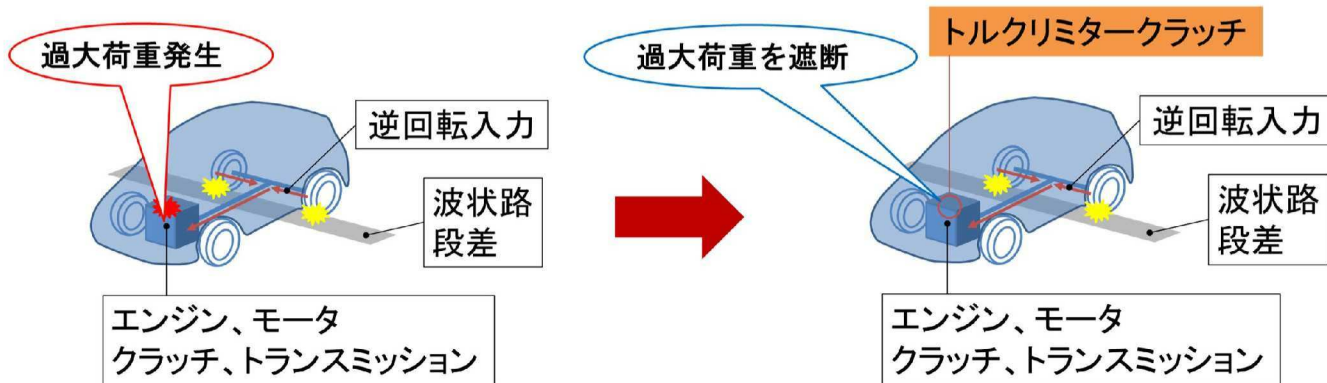 過大荷重発生
逆回転入力
波状路
段差
エンジン、モータ
クラッチ、トランスミッション
トルクリミタークラッチ
過大荷重を遮断
逆回転入力
波状路
段差
エンジン、モータ
クラッチ、トランスミッション